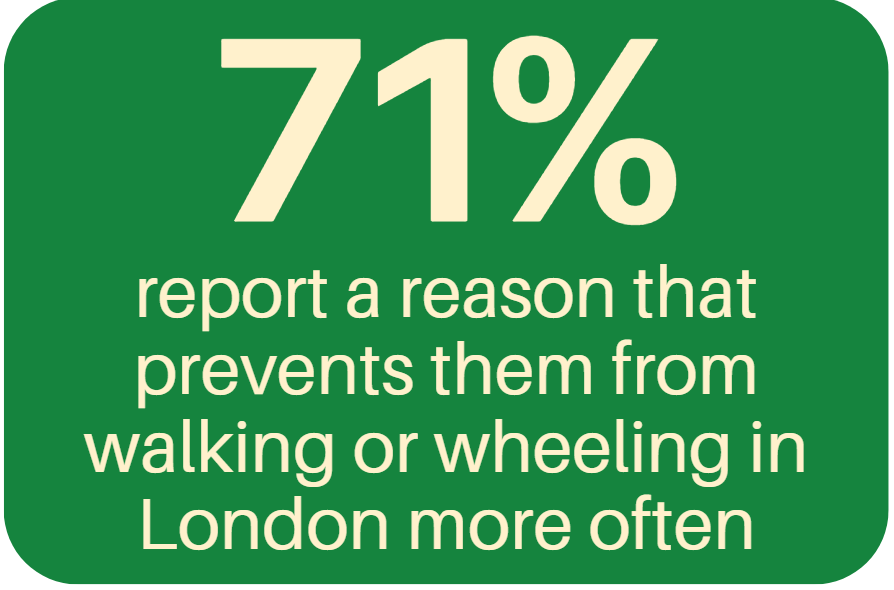 71%
report a reason that
prevents them from
walking or wheeling in
London more often